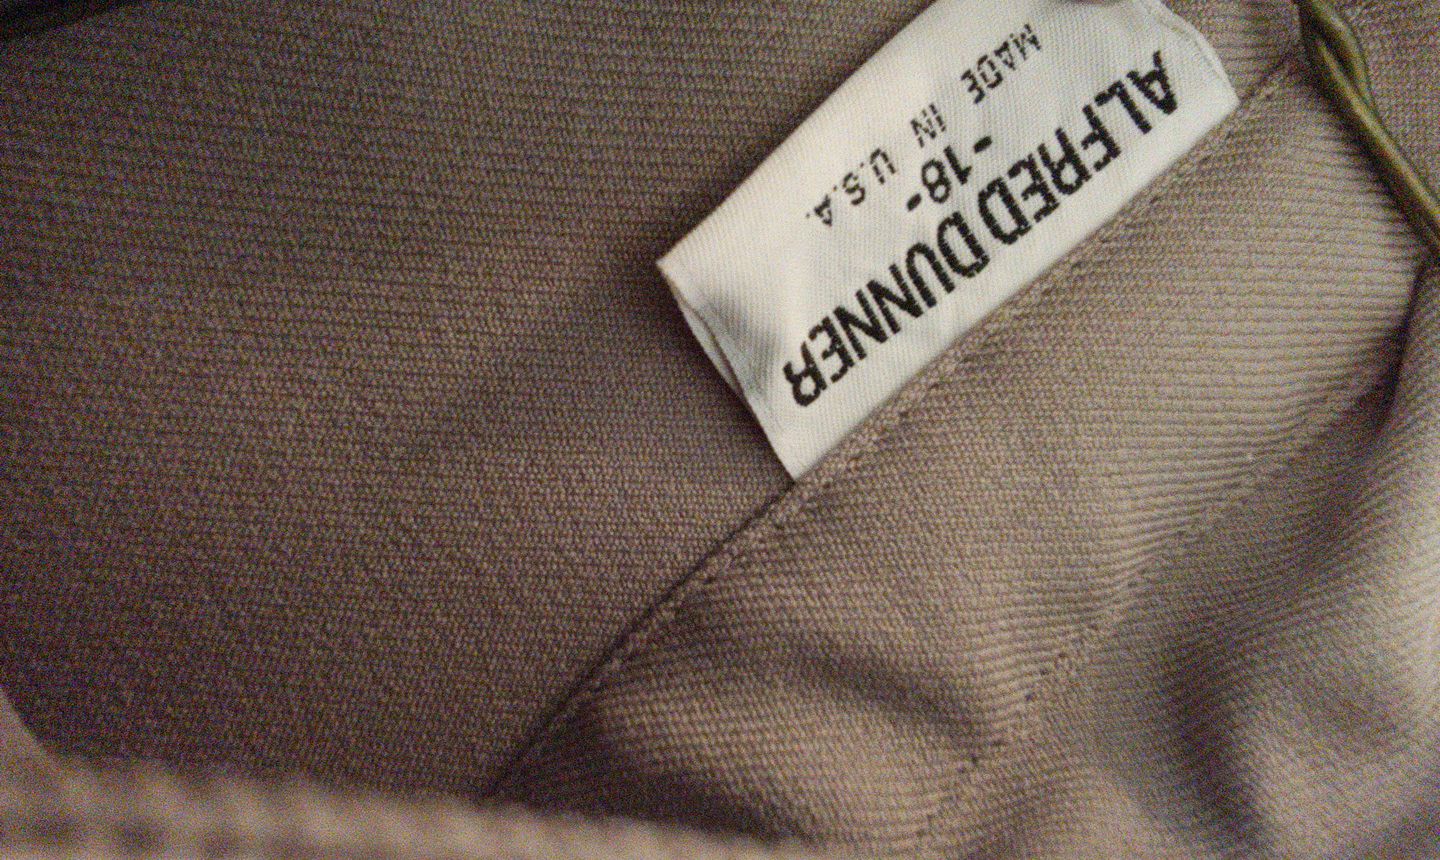 ALFRED DUNNER
-18-
MADE IN U.S.A.